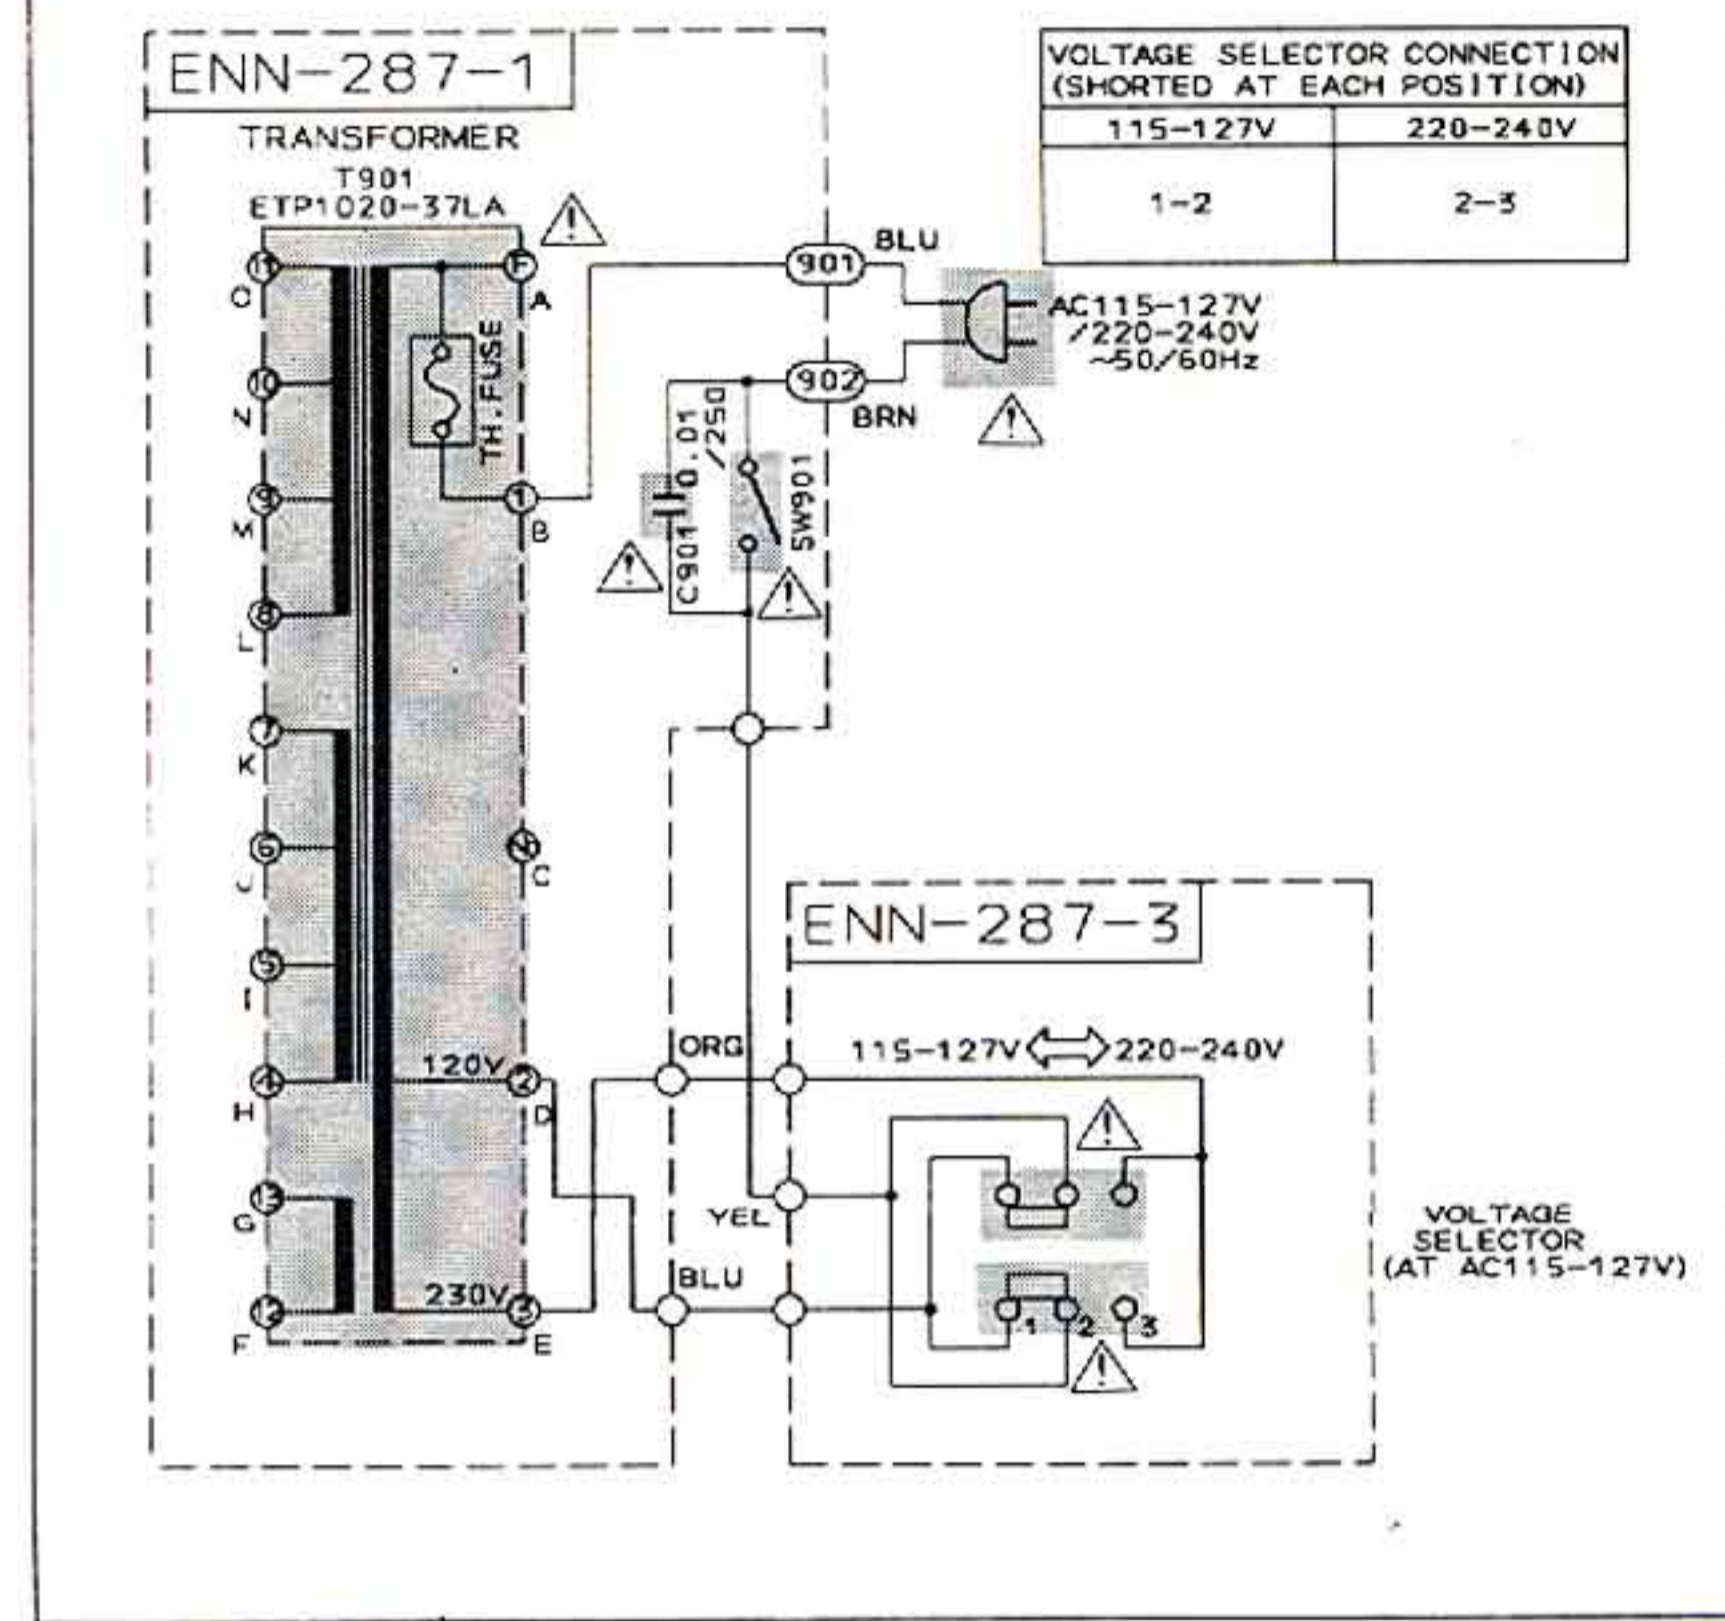 ENN-287-1
VOLTAGE SELECTOR CONNECTION
(SHORTED AT EACH POSITION)
115-127V 220-240V
1-2 2-3
TRANSFORMER
T901
ETP1020-37LA
11 F
O A
901
BLU
AC115-127V
/220-240V
~50/60Hz
902
BRN
TH.FUSE
10
N
9 1
M B
C901 0.01
/250
SW901
8
L
7
K
6 N
J C
5
I
ENN-287-3
4 120V 2
H D
ORG
115-127V 220-240V
13
G
YEL
BLU
12 230V 3
F E
1 2 3
VOLTAGE
SELECTOR
(AT AC115-127V)